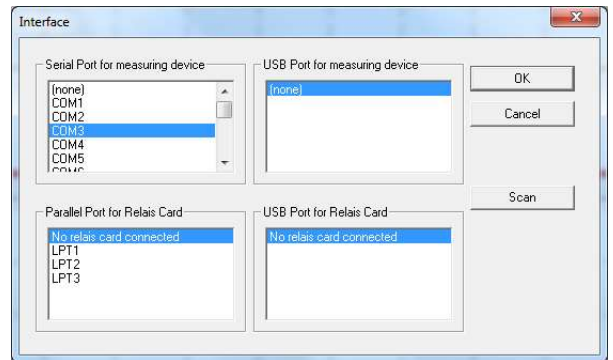 Interface
Serial Port for measuring device
(none)
COM1
COM2
COM3
COM4
COM5
COM6
USB Port for measuring device
(none)
OK
Cancel
Scan
Parallel Port for Relais Card
No relais card connected
LPT1
LPT2
LPT3
USB Port for Relais Card
No relais card connected